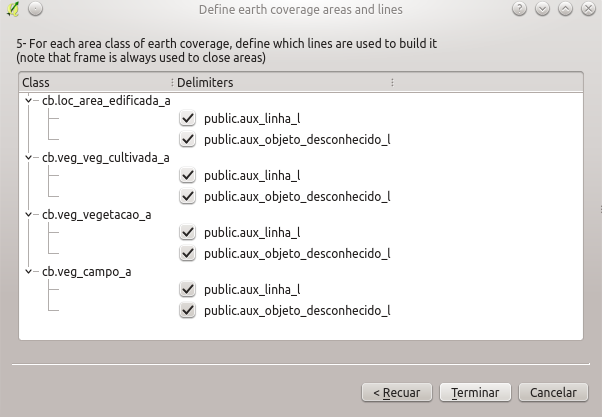 Define earth coverage areas and lines
5- For each area class of earth coverage, define which lines are used to build it
(note that frame is always used to close areas)
Class Delimiters
cb.loc_area_edificada_a
public.aux_linha_l
public.aux_objeto_desconhecido_l
cb.veg_veg_cultivada_a
public.aux_linha_l
public.aux_objeto_desconhecido_l
cb.veg_vegetacao_a
public.aux_linha_l
public.aux_objeto_desconhecido_l
cb.veg_campo_a
public.aux_linha_l
public.aux_objeto_desconhecido_l
< Recuar Terminar Cancelar